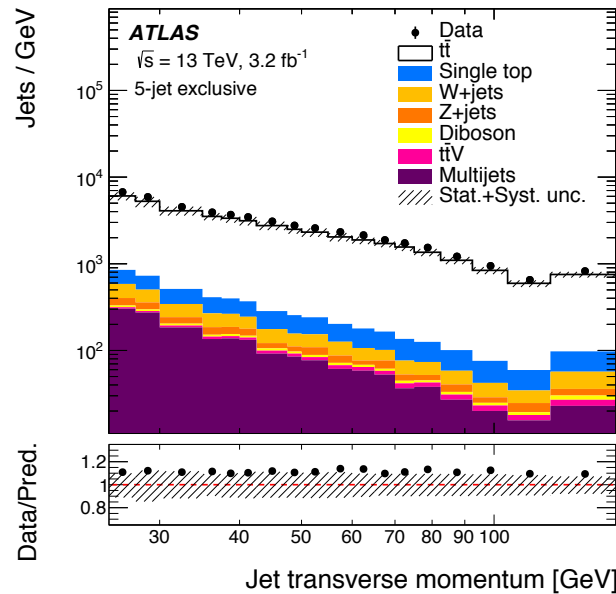 ATLAS
√s = 13 TeV, 3.2 fb⁻¹
5-jet exclusive
Data
tt̄
Single top
W+jets
Z+jets
Diboson
tt̄V
Multijets
Stat.+Syst. unc.
Jets / GeV
10⁵
10⁴
10³
10²
Data/Pred.
1.2
1
0.8
30 40 50 60 70 80 90 100
Jet transverse momentum [GeV]